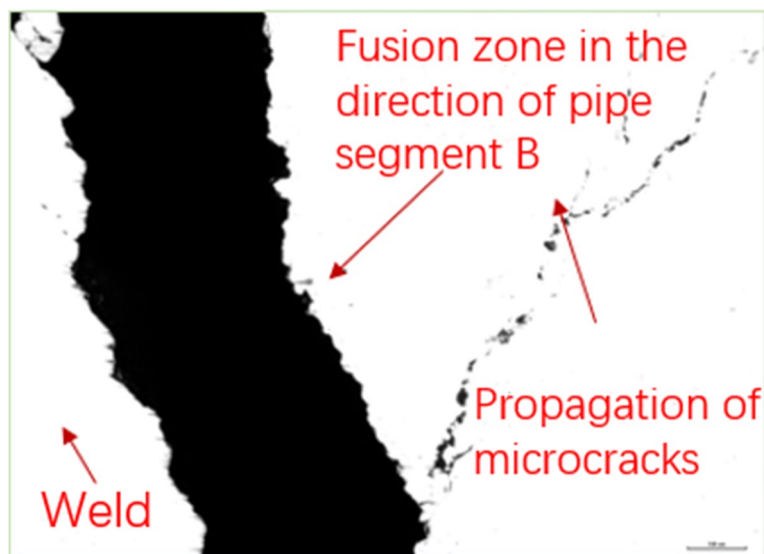 Fusion zone in the
direction of pipe
segment B
Propagation of
microcracks
Weld